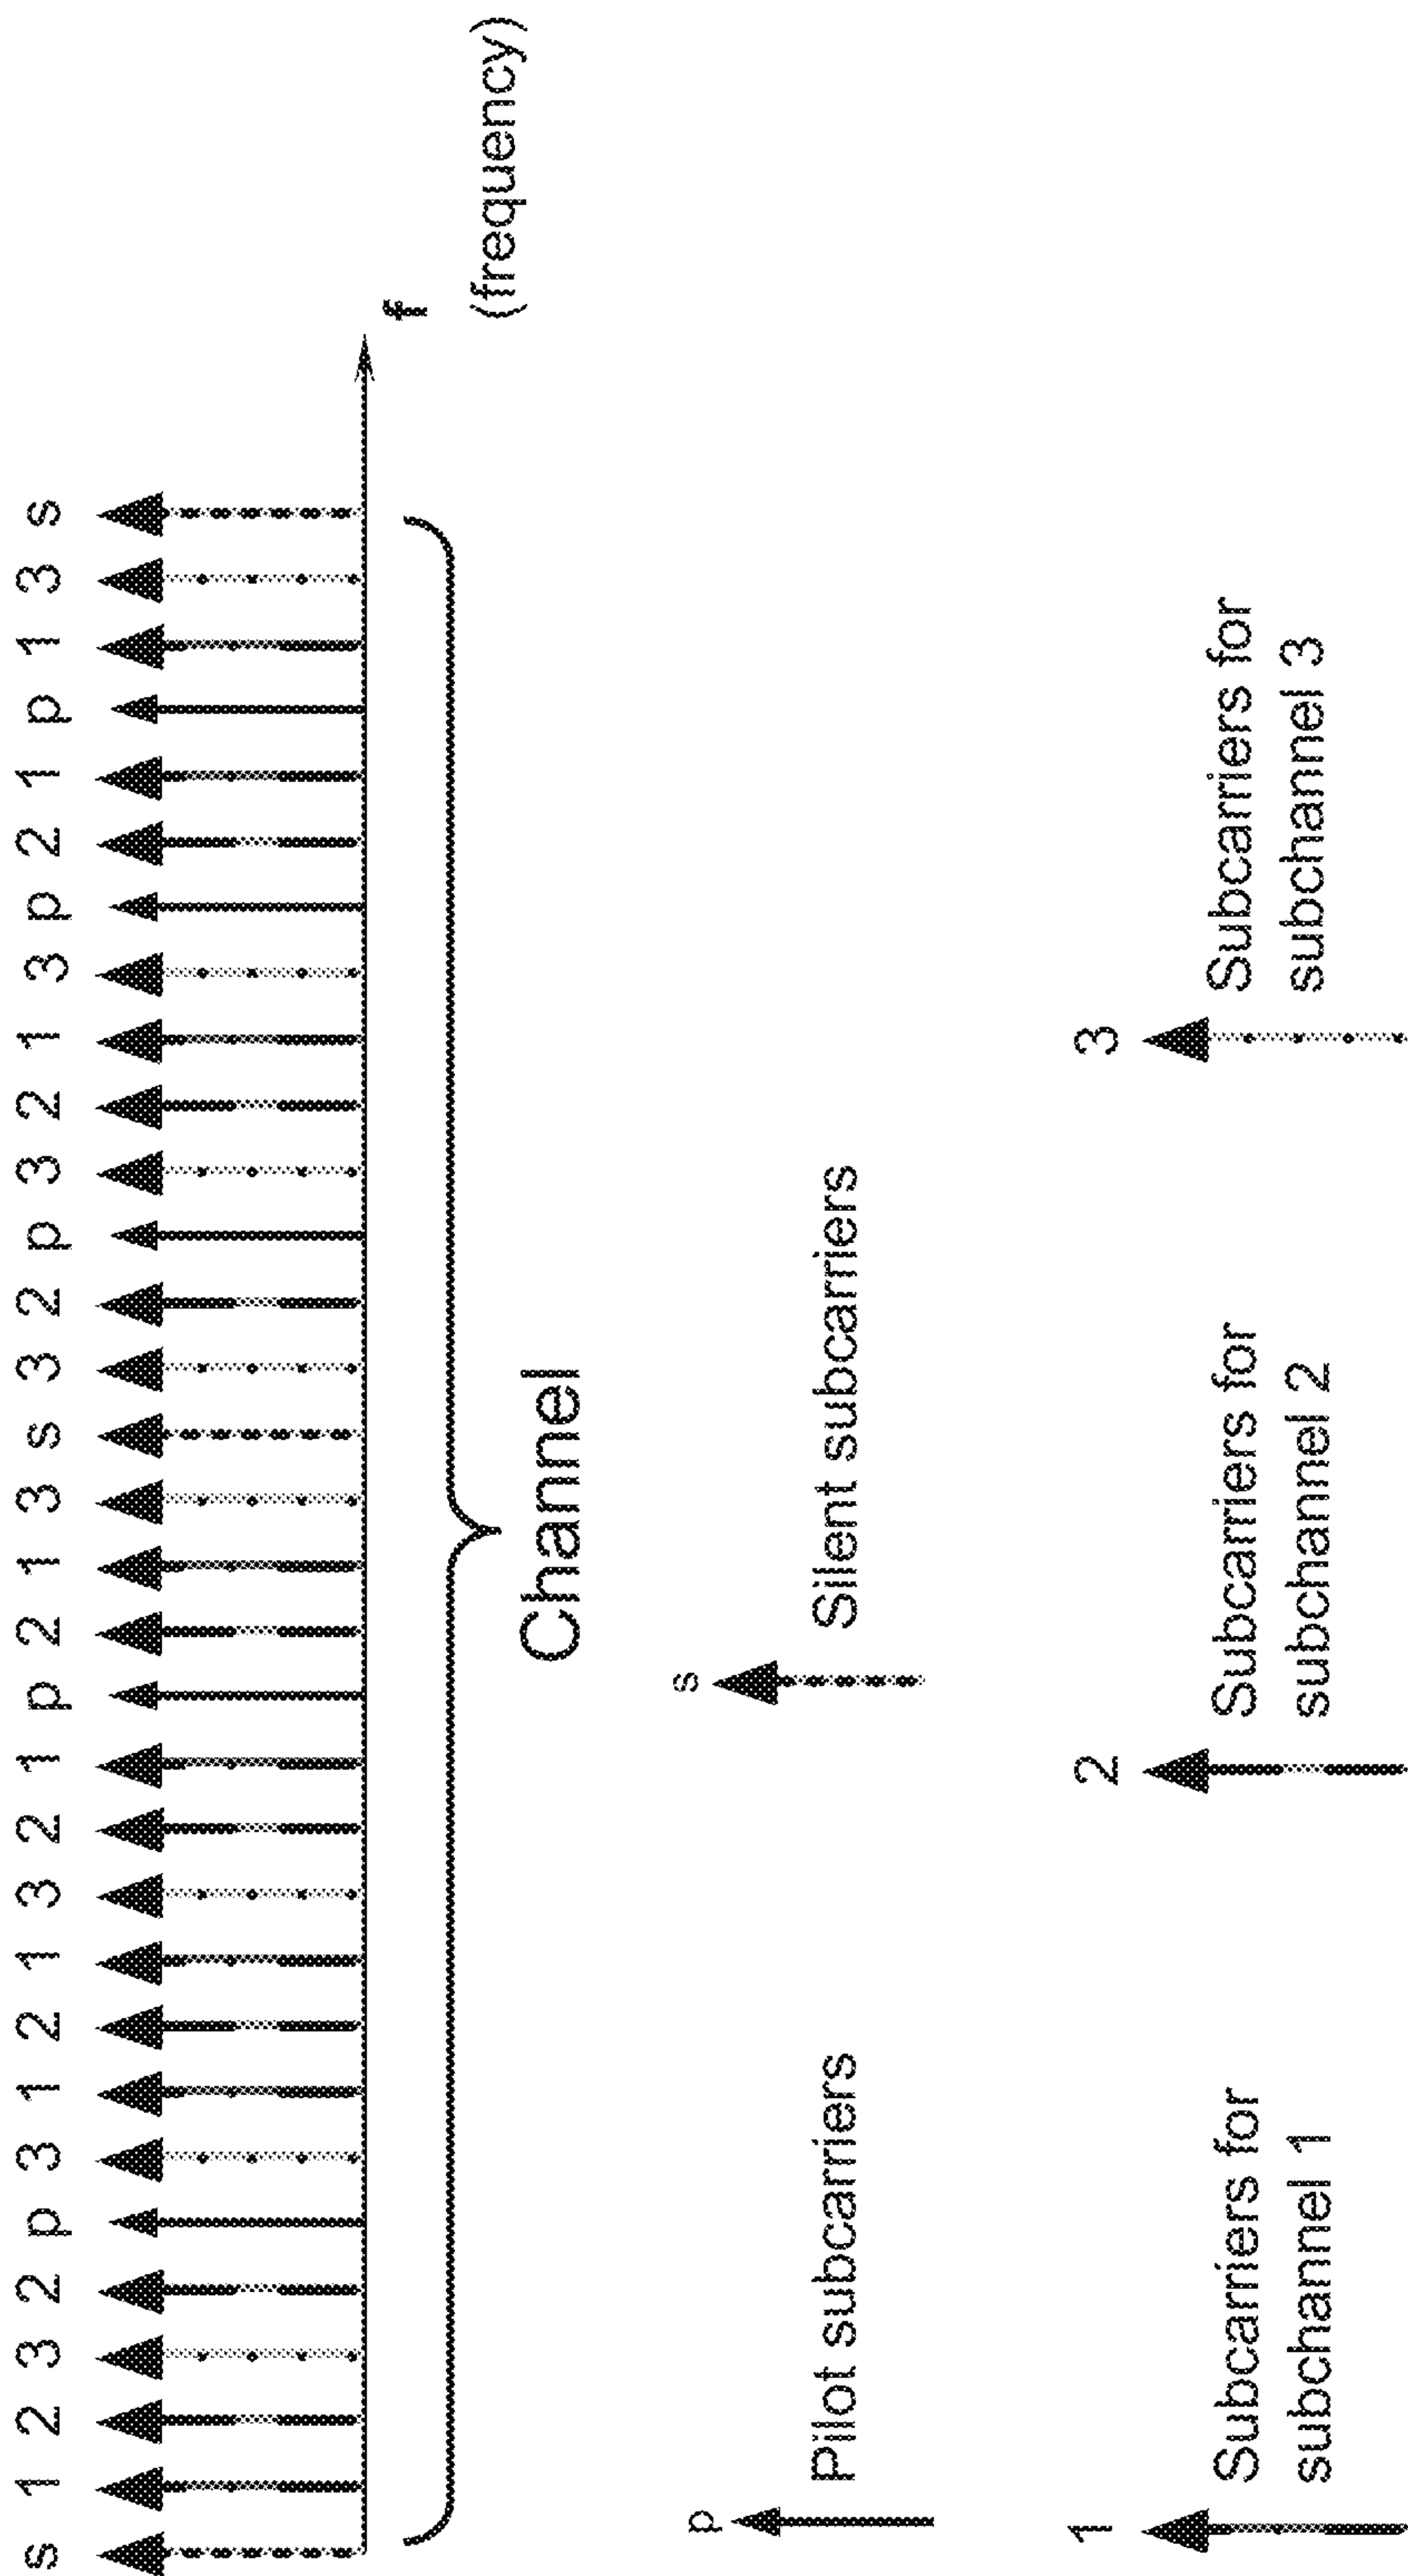 s 1 2 3 2 p 3 1 2 1 3 2 1 p 2 1 3 s 3 2 p 3 2 1 3 p 2 1 p 1 3 s
f
(frequency)
Channel
p
Pilot subcarriers
s
Silent subcarriers
1
Subcarriers for
subchannel 1
2
Subcarriers for
subchannel 2
3
Subcarriers for
subchannel 3